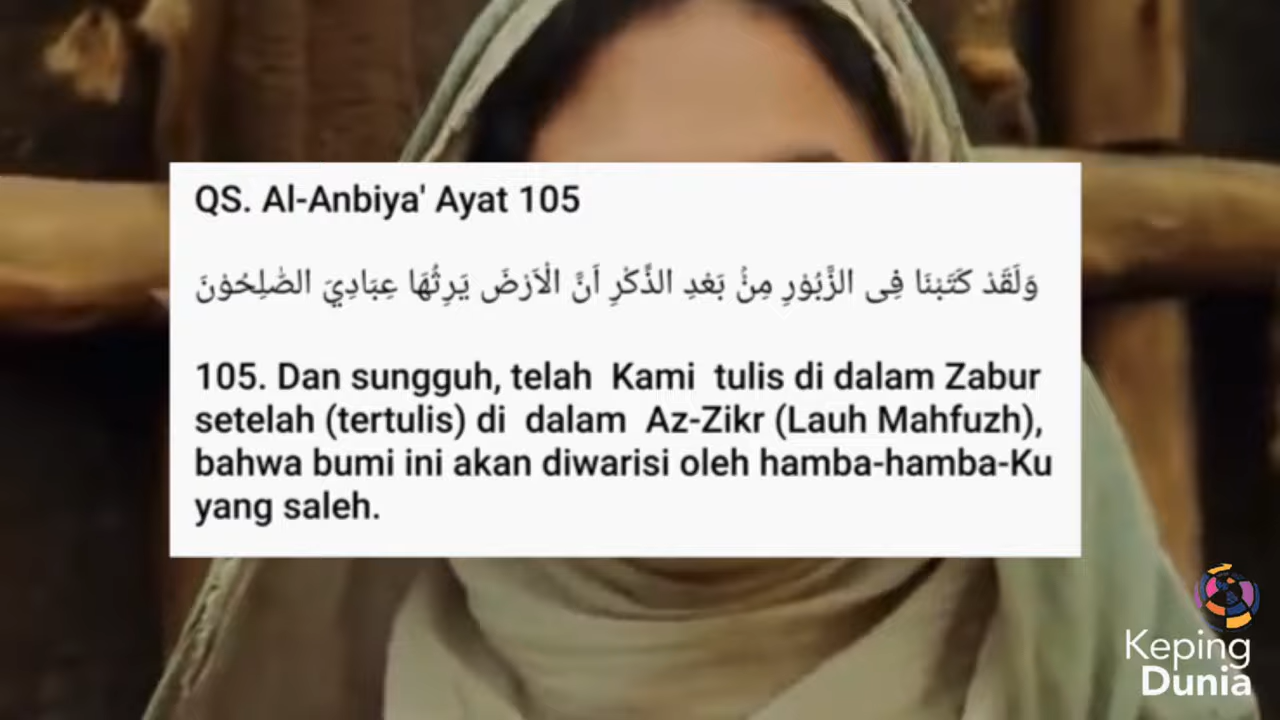 QS. Al-Anbiya' Ayat 105
وَلَقَدْ كَتَبْنَا فِى الزَّبُوْرِ مِنْۢ بَعْدِ الذِّكْرِ اَنَّ الْاَرْضَ يَرِثُهَا عِبَادِيَ الصّٰلِحُوْنَ
105. Dan sungguh, telah Kami tulis di dalam Zabur
setelah (tertulis) di dalam Az-Zikr (Lauh Mahfuzh),
bahwa bumi ini akan diwarisi oleh hamba-hamba-Ku
yang saleh.
Keping
Dunia